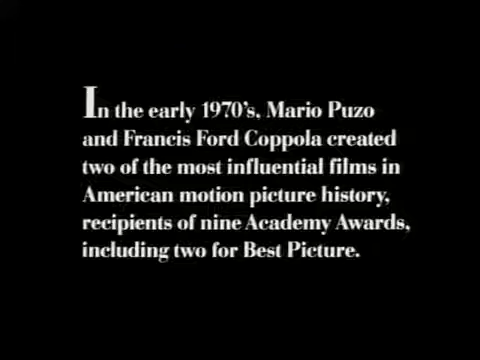 In the early 1970's, Mario Puzo
and Francis Ford Coppola created
two of the most influential films in
American motion picture history,
recipients of nine Academy Awards,
including two for Best Picture.